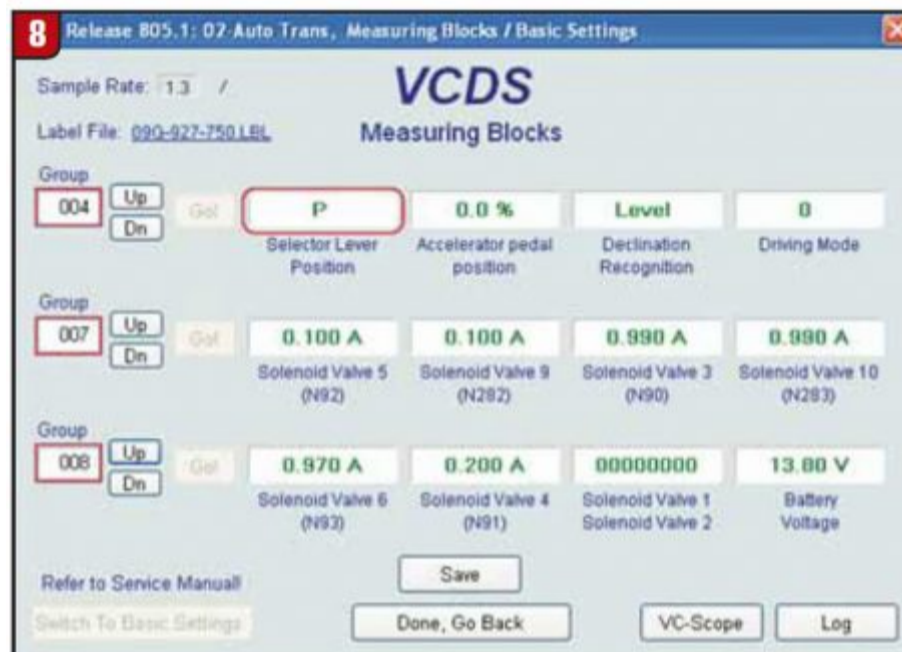 8
Release 805.1: 02-Auto Trans, Measuring Blocks / Basic Settings
Sample Rate: 1.3 /
VCDS
Label File: 09G-927-750.LBL
Measuring Blocks
Group
004
Up
Dn
Go!
P
0.0 %
Level
0
Selector Lever
Position
Accelerator pedal
position
Declination
Recognition
Driving Mode
Group
007
Up
Dn
Go!
0.100 A
0.100 A
0.990 A
0.990 A
Solenoid Valve 5
(N92)
Solenoid Valve 9
(N282)
Solenoid Valve 3
(N90)
Solenoid Valve 10
(N283)
Group
008
Up
Dn
Go!
0.970 A
0.200 A
00000000
13.80 V
Solenoid Valve 6
(N93)
Solenoid Valve 4
(N91)
Solenoid Valve 1
Solenoid Valve 2
Battery
Voltage
Refer to Service Manual!
Save
Switch To Basic Settings
Done, Go Back
VC-Scope
Log